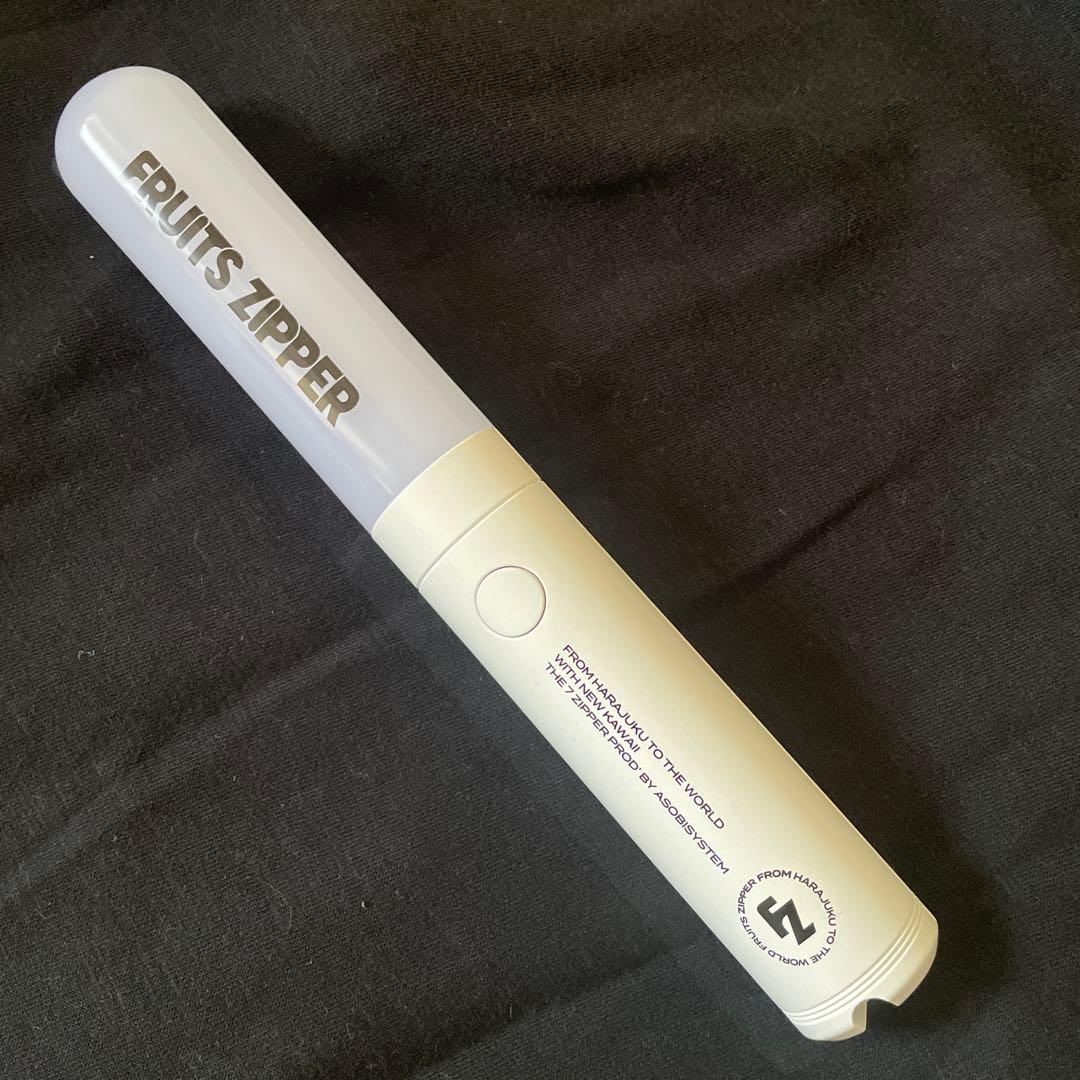 FRUITS ZIPPER
FROM HARAJUKU TO THE WORLD
WITH NEW KAWAII
THE 7 ZIPPER PROD' BY ASOBISYSTEM
FRUITS ZIPPER FROM HARAJUKU TO THE WORLD
FZ